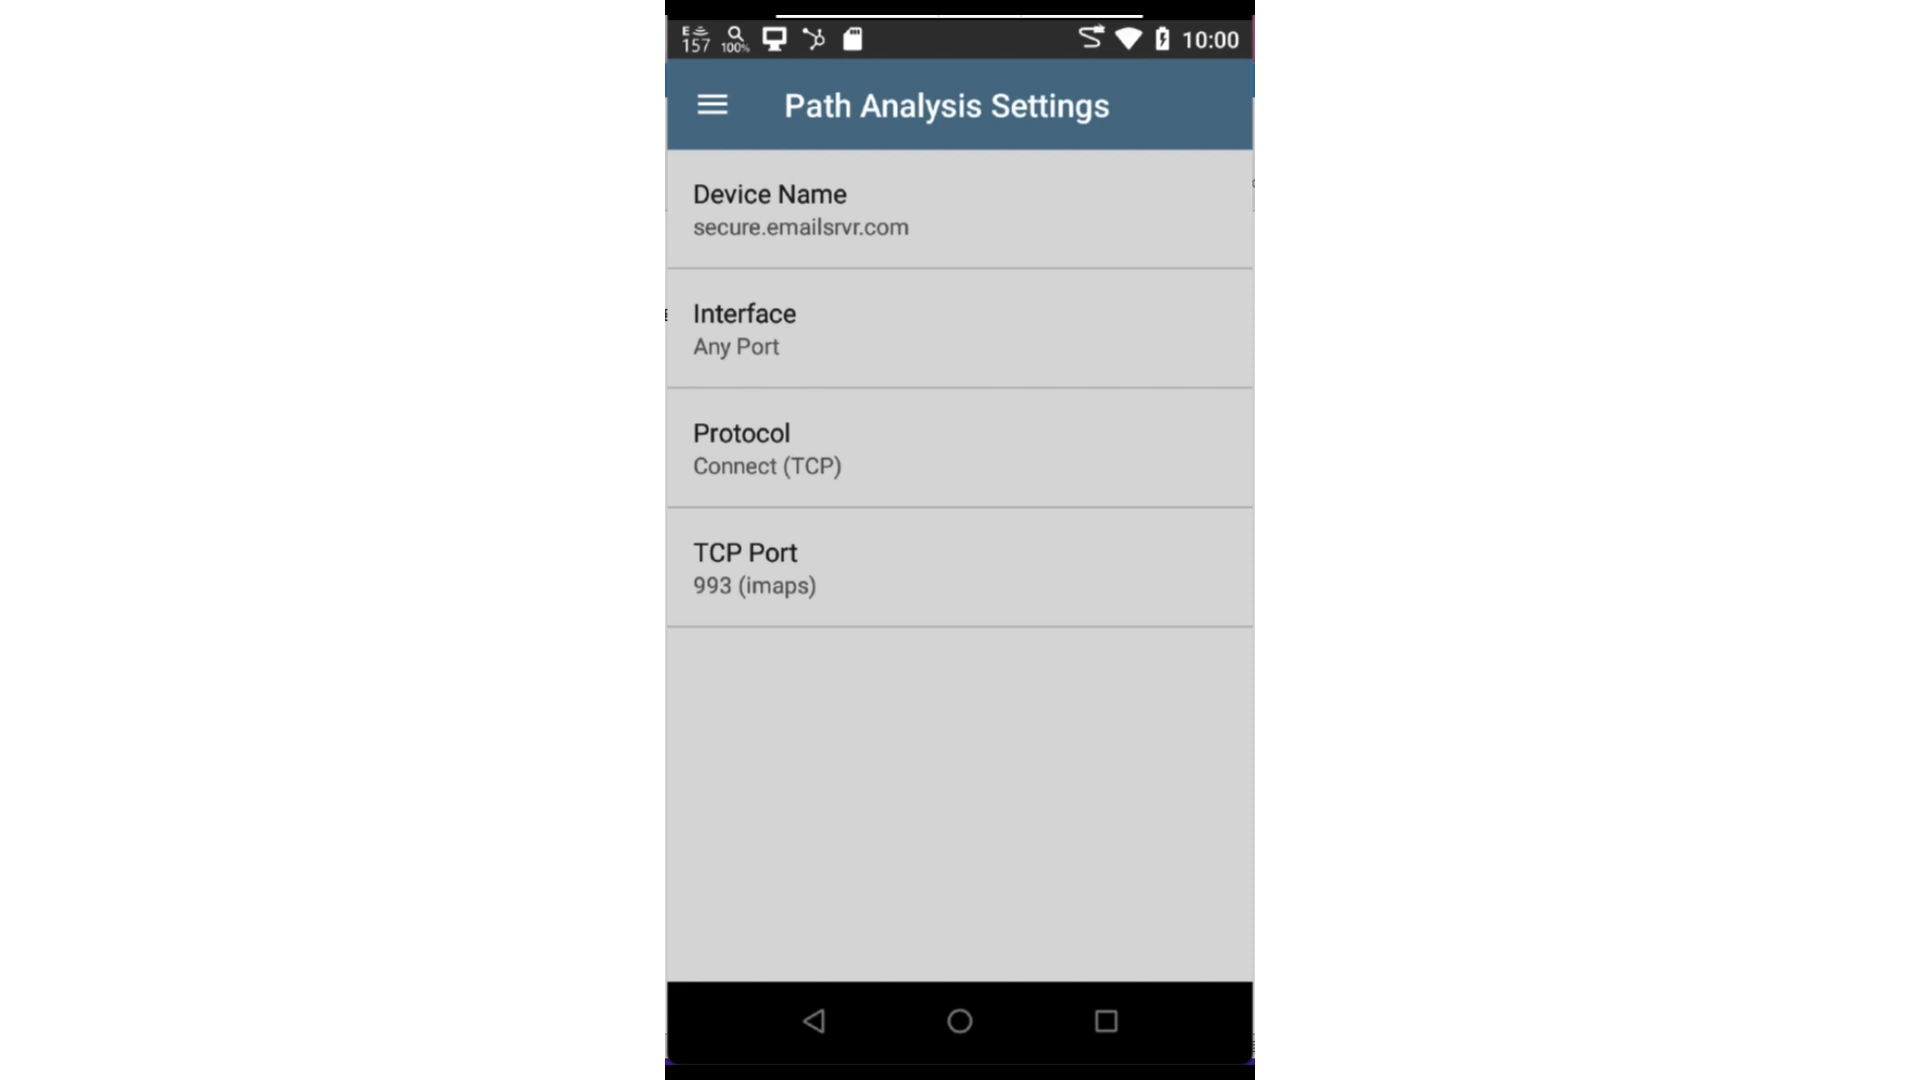 E
157
100%
10:00
Path Analysis Settings
Device Name
secure.emailsrvr.com
Interface
Any Port
Protocol
Connect (TCP)
TCP Port
993 (imaps)